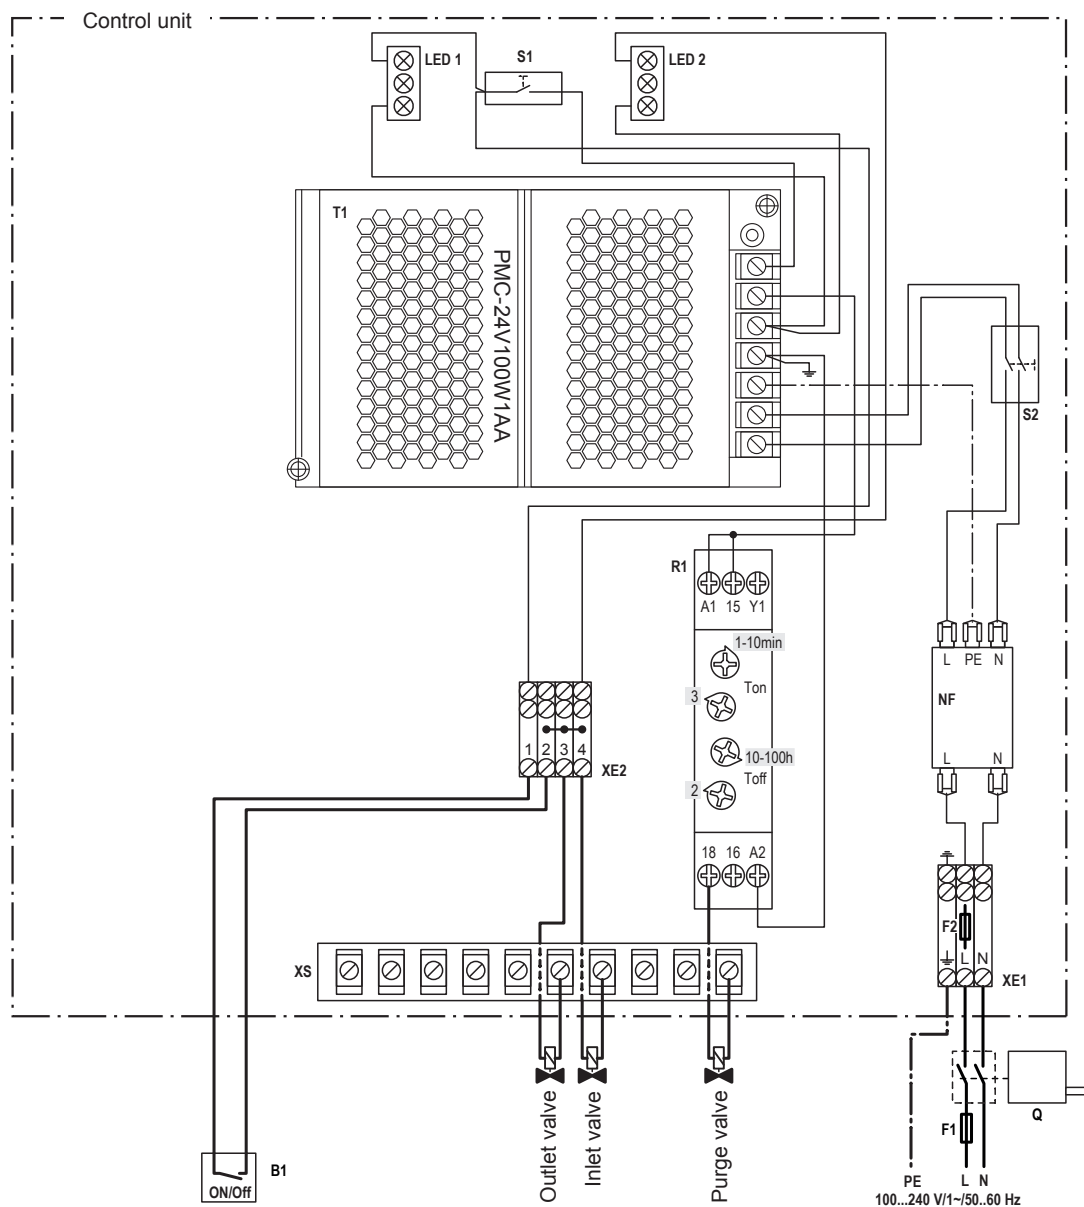 Control unit
LED 1
S1
LED 2
T1
PMC-24V100W1AA
S2
R1
A1 15 Y1
1-10min
Ton
3
10-100h
Toff
2
18 16 A2
L PE N
NF
L N
1 2 3 4
XE2
F2
L N
XE1
XS
Outlet valve
Inlet valve
Purge valve
Q
F1
B1
ON/Off
PE L N
100...240 V/1~/50..60 Hz